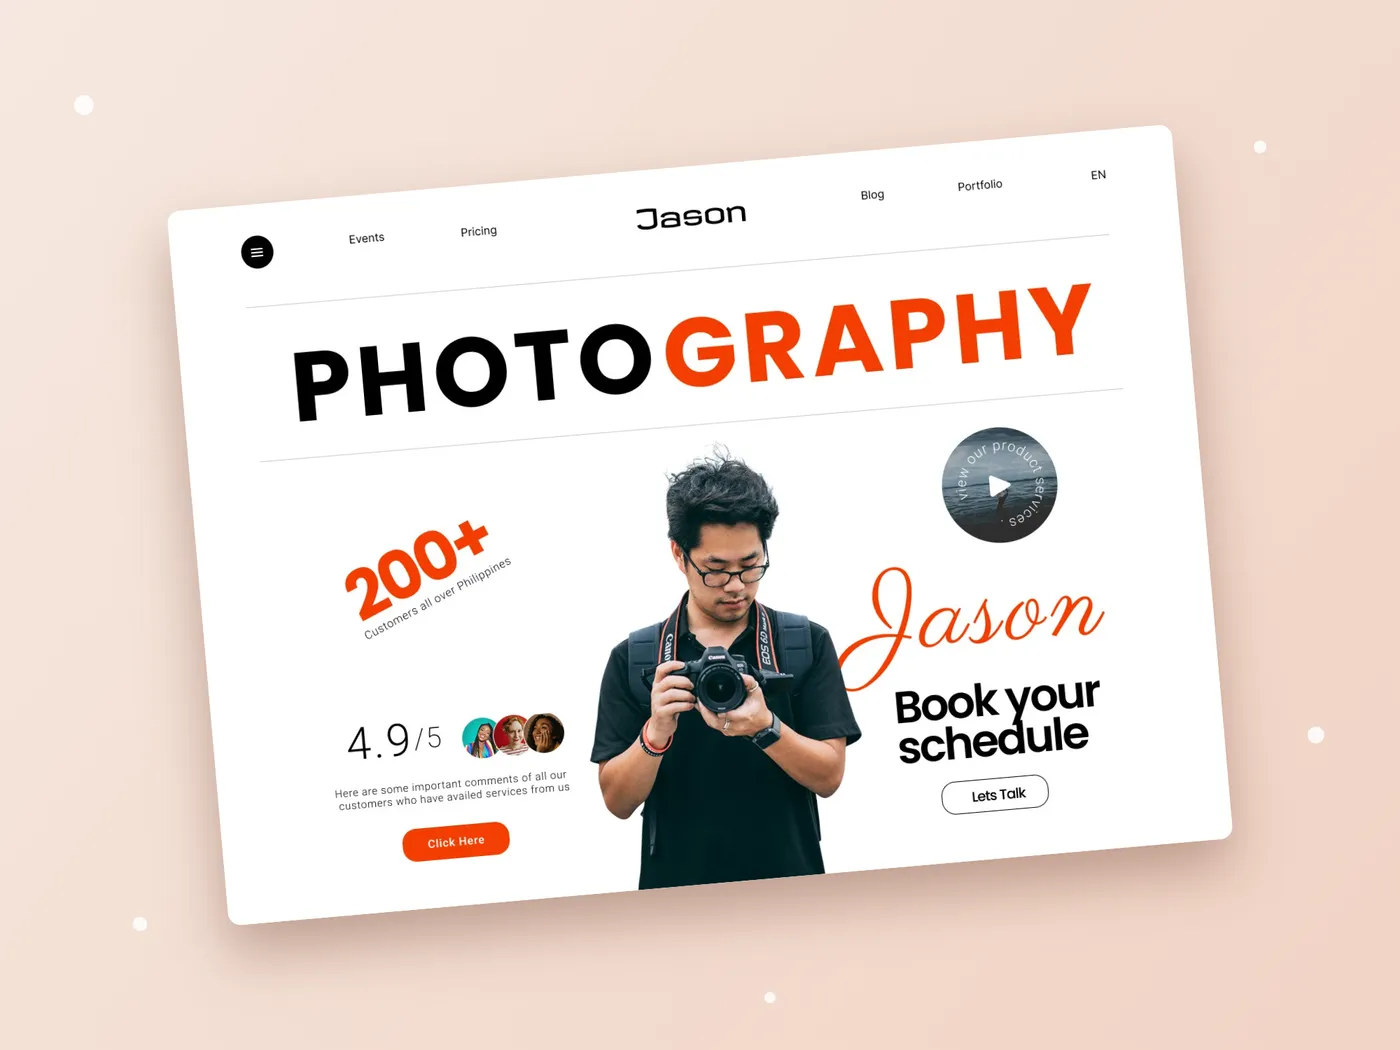 Events
Pricing
Jason
Blog
Portfolio
EN
PHOTOGRAPHY
200+
Customers all over Philippines
view our product services .
Canon
EOS 6D
Canon
Jason
Book your
schedule
Lets Talk
4.9/5
Here are some important comments of all our
customers who have availed services from us
Click Here